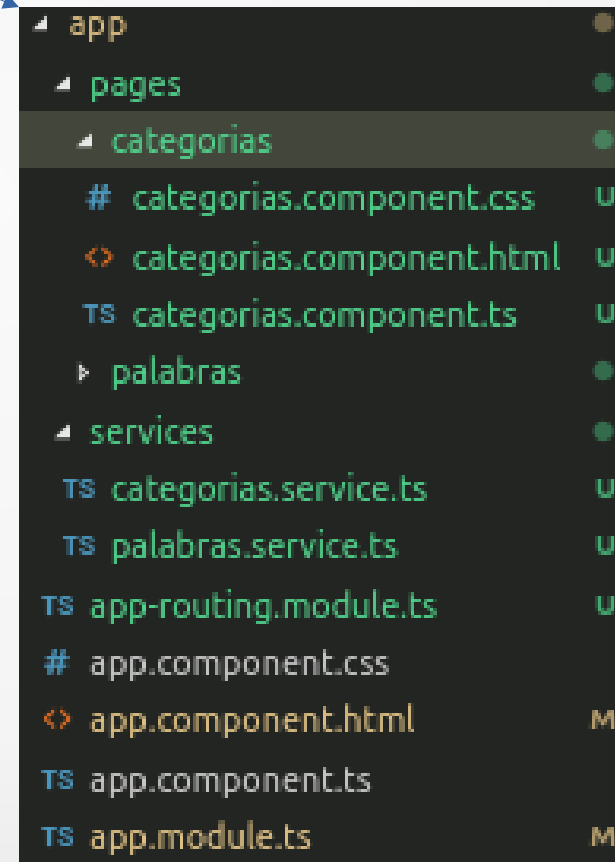 app
pages
categorias
# categorias.component.css U
<> categorias.component.html U
TS categorias.component.ts U
palabras
services
TS categorias.service.ts U
TS palabras.service.ts U
TS app-routing.module.ts U
# app.component.css
<> app.component.html M
TS app.component.ts
TS app.module.ts M